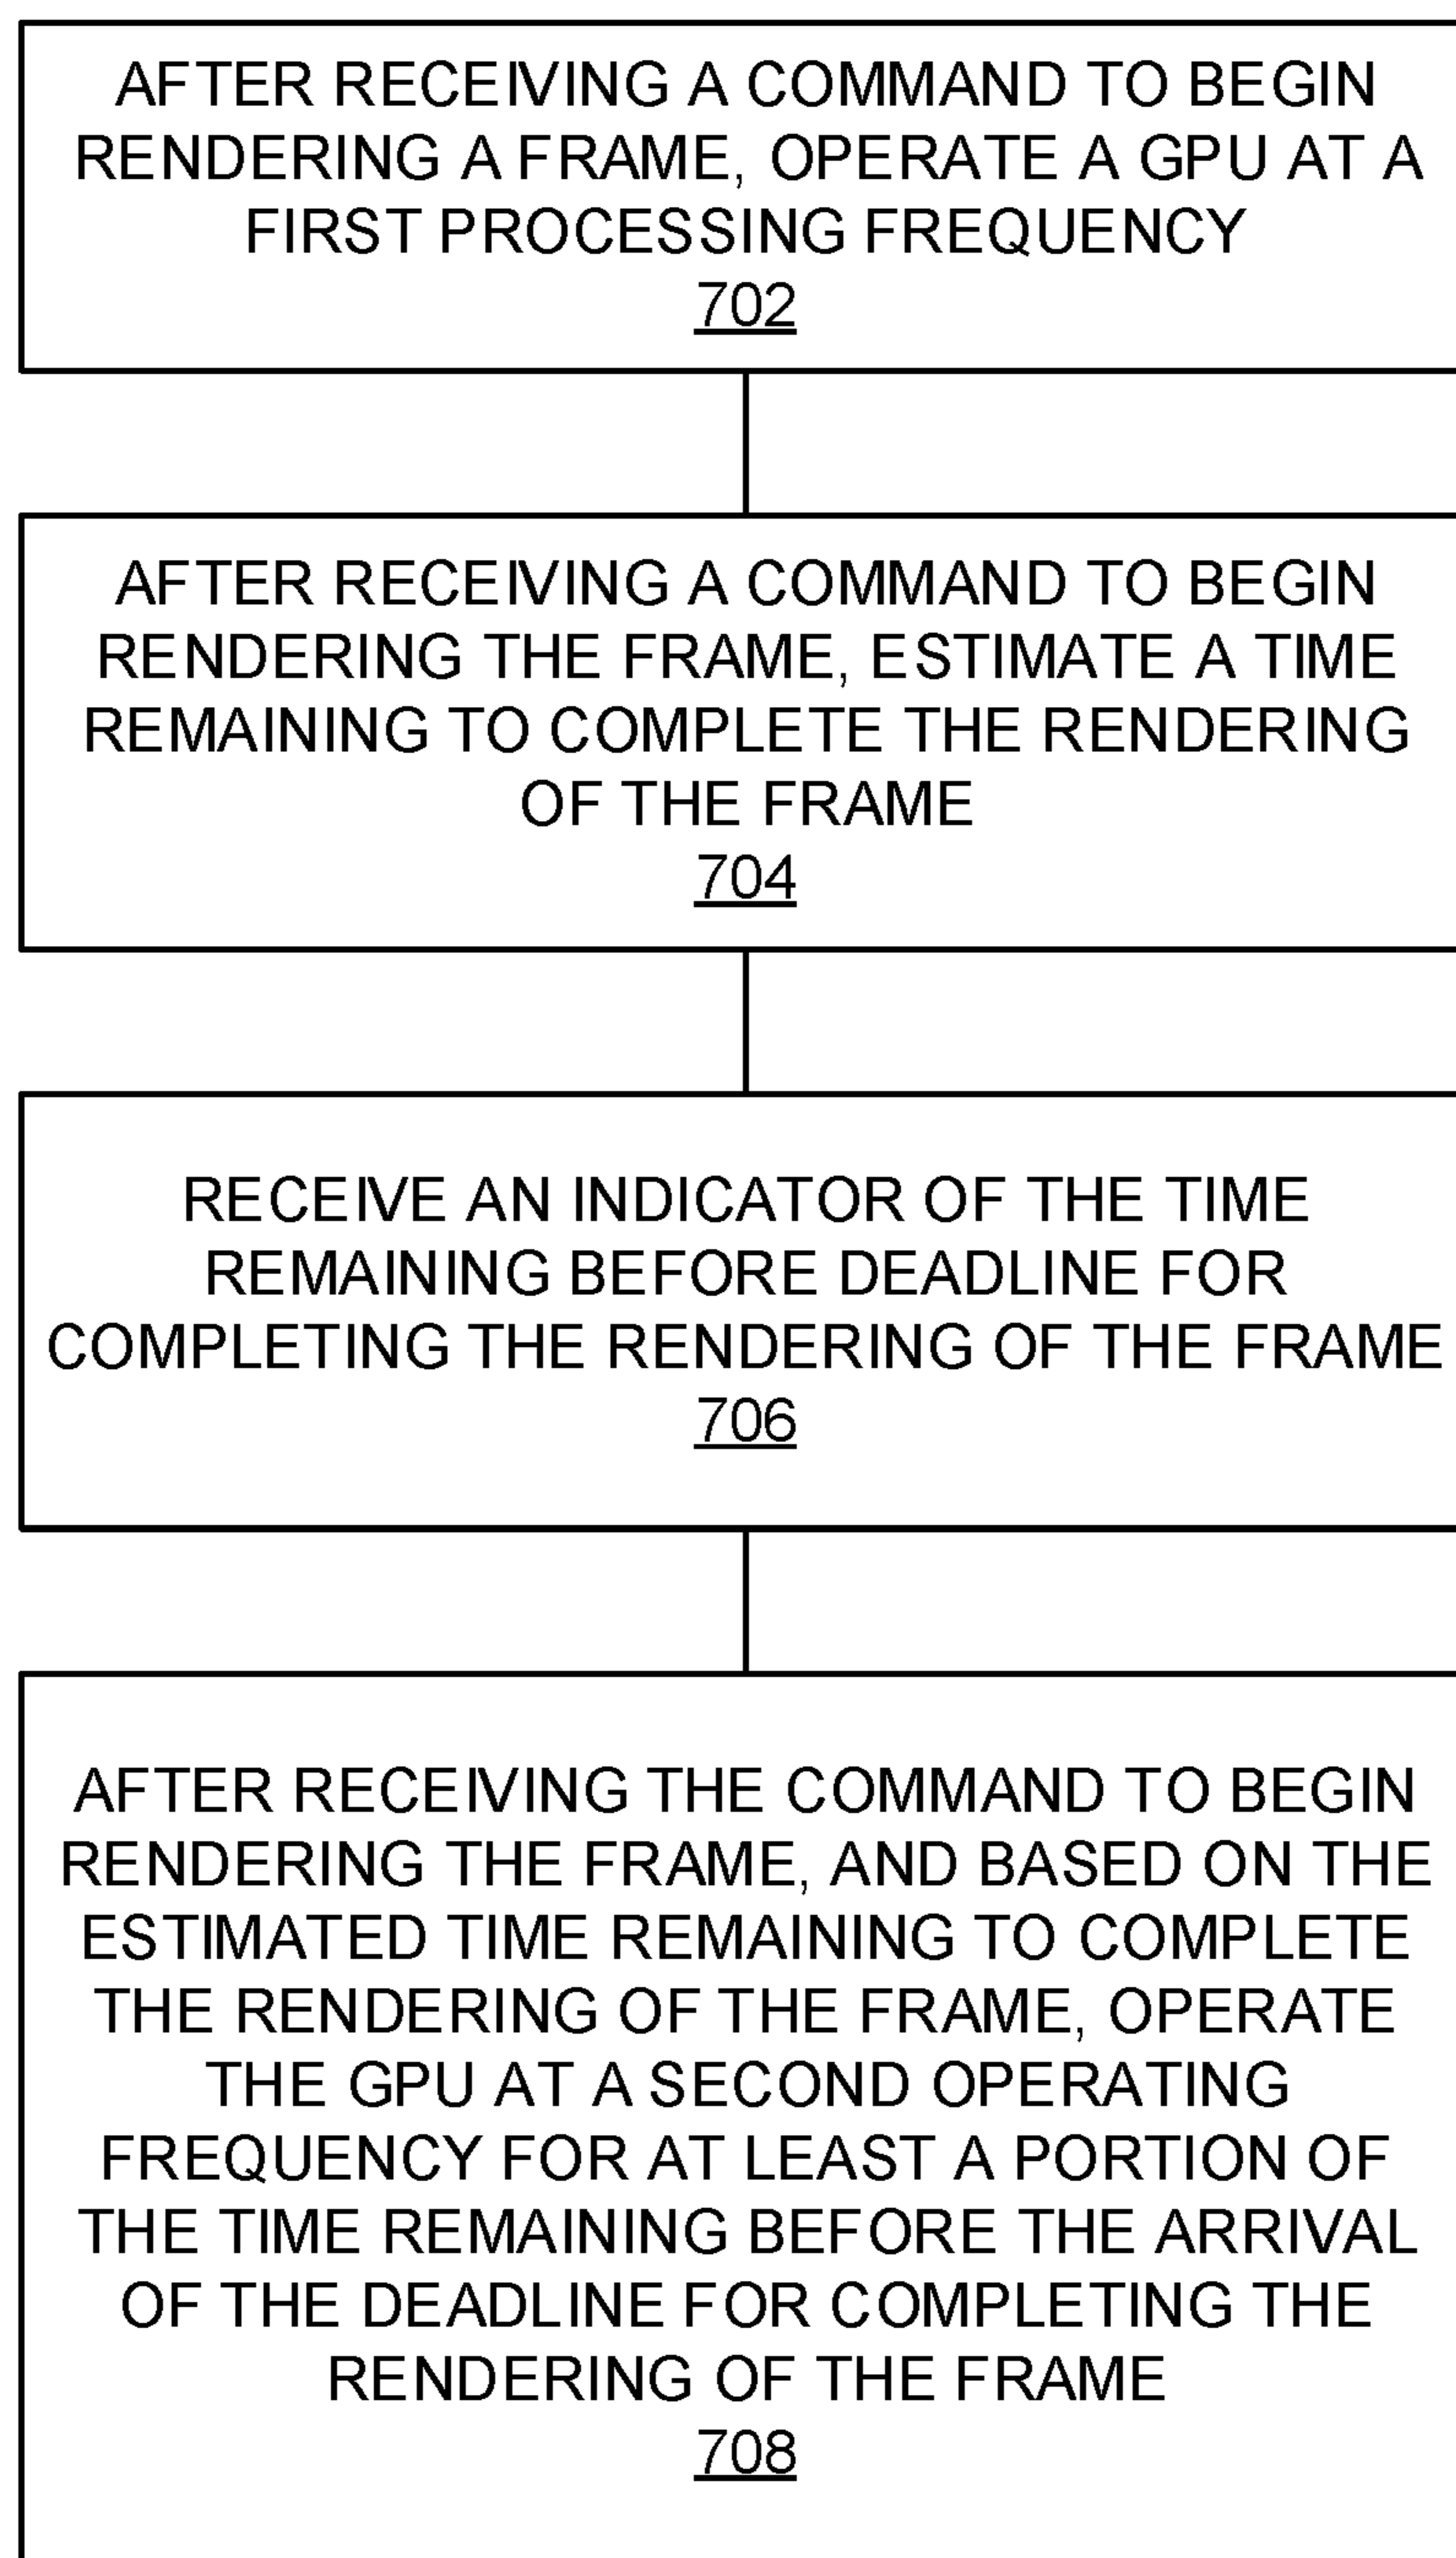 AFTER RECEIVING A COMMAND TO BEGIN
RENDERING A FRAME, OPERATE A GPU AT A
FIRST PROCESSING FREQUENCY
702
AFTER RECEIVING A COMMAND TO BEGIN
RENDERING THE FRAME, ESTIMATE A TIME
REMAINING TO COMPLETE THE RENDERING
OF THE FRAME
704
RECEIVE AN INDICATOR OF THE TIME
REMAINING BEFORE DEADLINE FOR
COMPLETING THE RENDERING OF THE FRAME
706
AFTER RECEIVING THE COMMAND TO BEGIN
RENDERING THE FRAME, AND BASED ON THE
ESTIMATED TIME REMAINING TO COMPLETE
THE RENDERING OF THE FRAME, OPERATE
THE GPU AT A SECOND OPERATING
FREQUENCY FOR AT LEAST A PORTION OF
THE TIME REMAINING BEFORE THE ARRIVAL
OF THE DEADLINE FOR COMPLETING THE
RENDERING OF THE FRAME
708